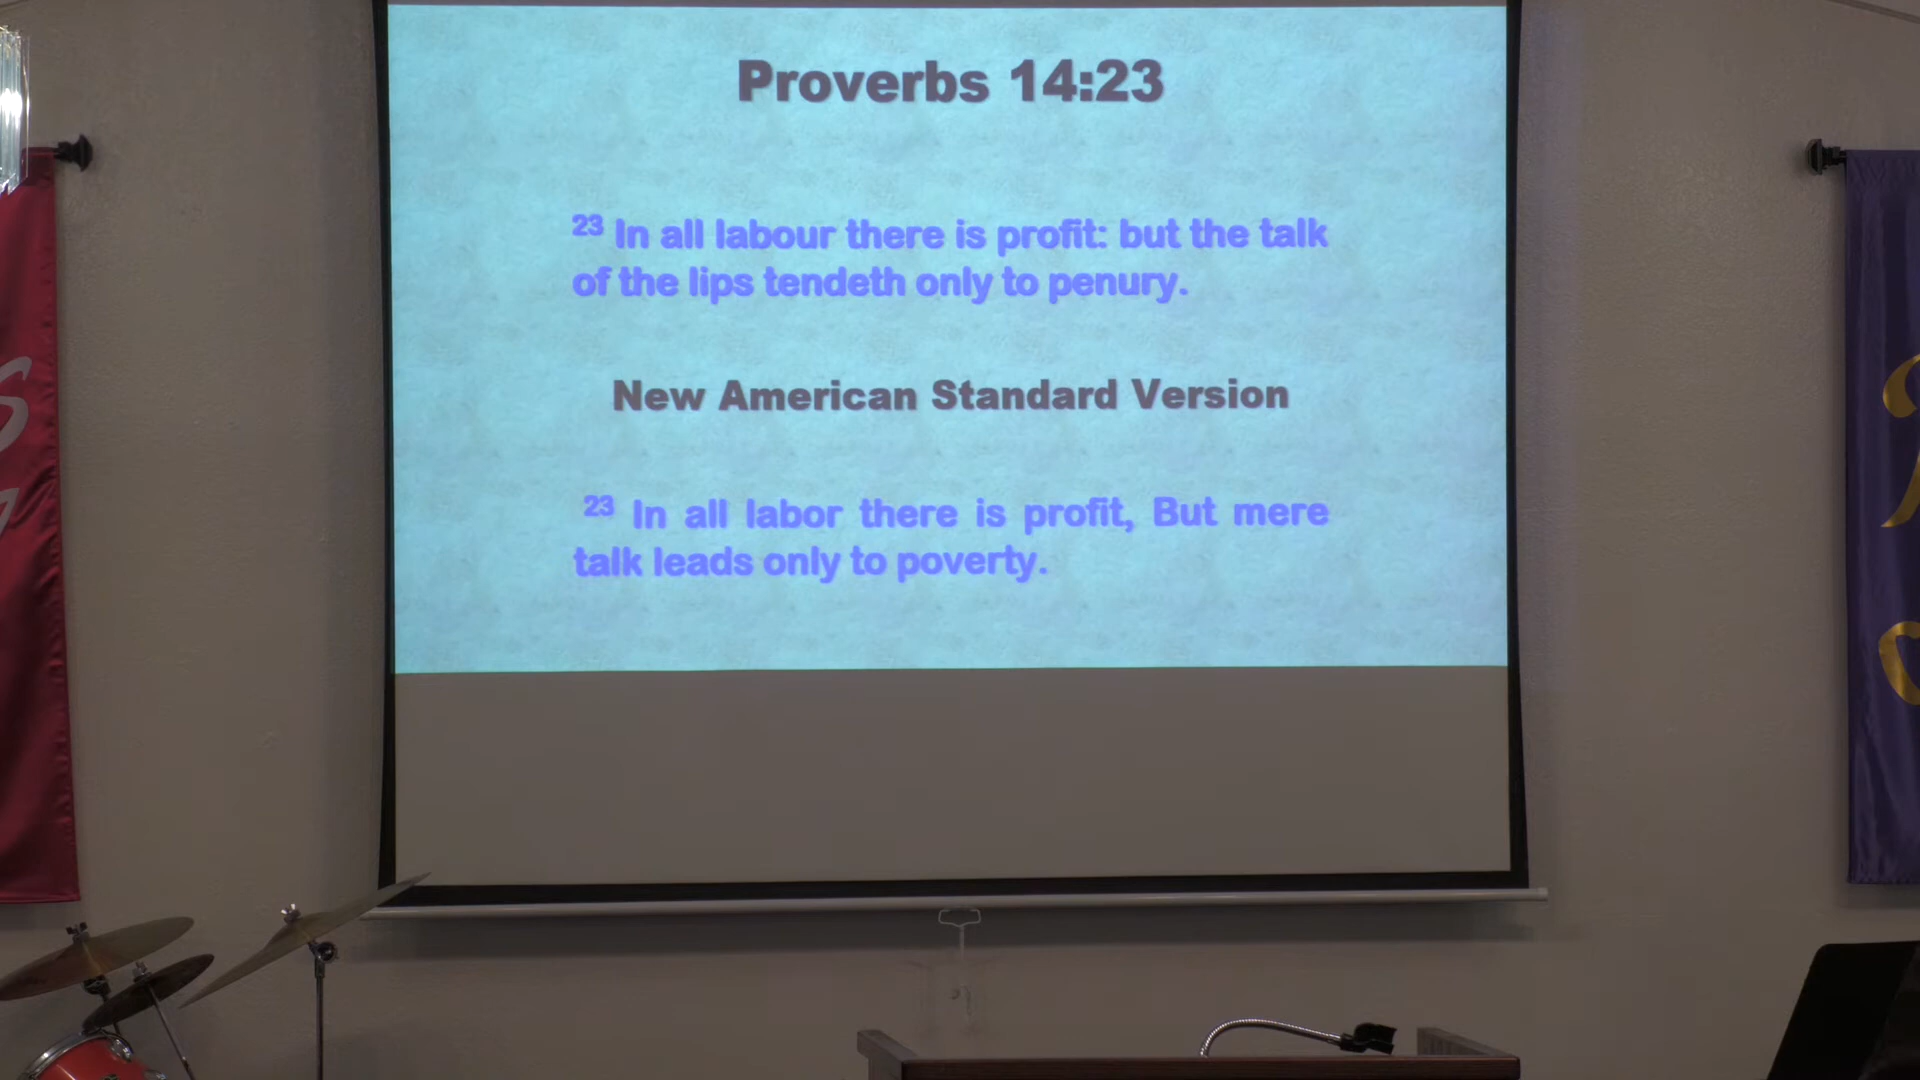 Proverbs 14:23
23 In all labour there is profit: but the talk
of the lips tendeth only to penury.
New American Standard Version
23 In all labor there is profit, But mere
talk leads only to poverty.